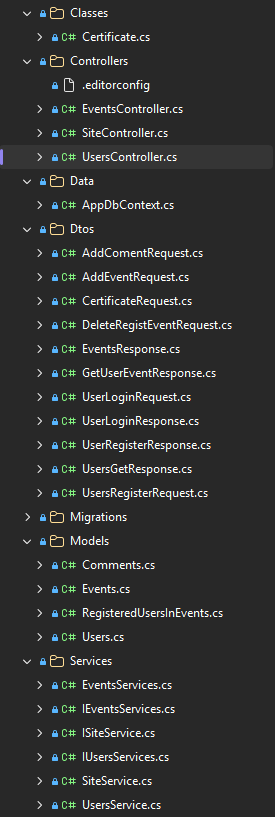 Classes
C# Certificate.cs
Controllers
.editorconfig
C# EventsController.cs
C# SiteController.cs
C# UsersController.cs
Data
C# AppDbContext.cs
Dtos
C# AddComentRequest.cs
C# AddEventRequest.cs
C# CertificateRequest.cs
C# DeleteRegistEventRequest.cs
C# EventsResponse.cs
C# GetUserEventResponse.cs
C# UserLoginRequest.cs
C# UserLoginResponse.cs
C# UserRegisterResponse.cs
C# UsersGetResponse.cs
C# UsersRegisterRequest.cs
Migrations
Models
C# Comments.cs
C# Events.cs
C# RegisteredUsersInEvents.cs
C# Users.cs
Services
C# EventsServices.cs
C# IEventsServices.cs
C# ISiteService.cs
C# IUsersServices.cs
C# SiteService.cs
C# UsersService.cs